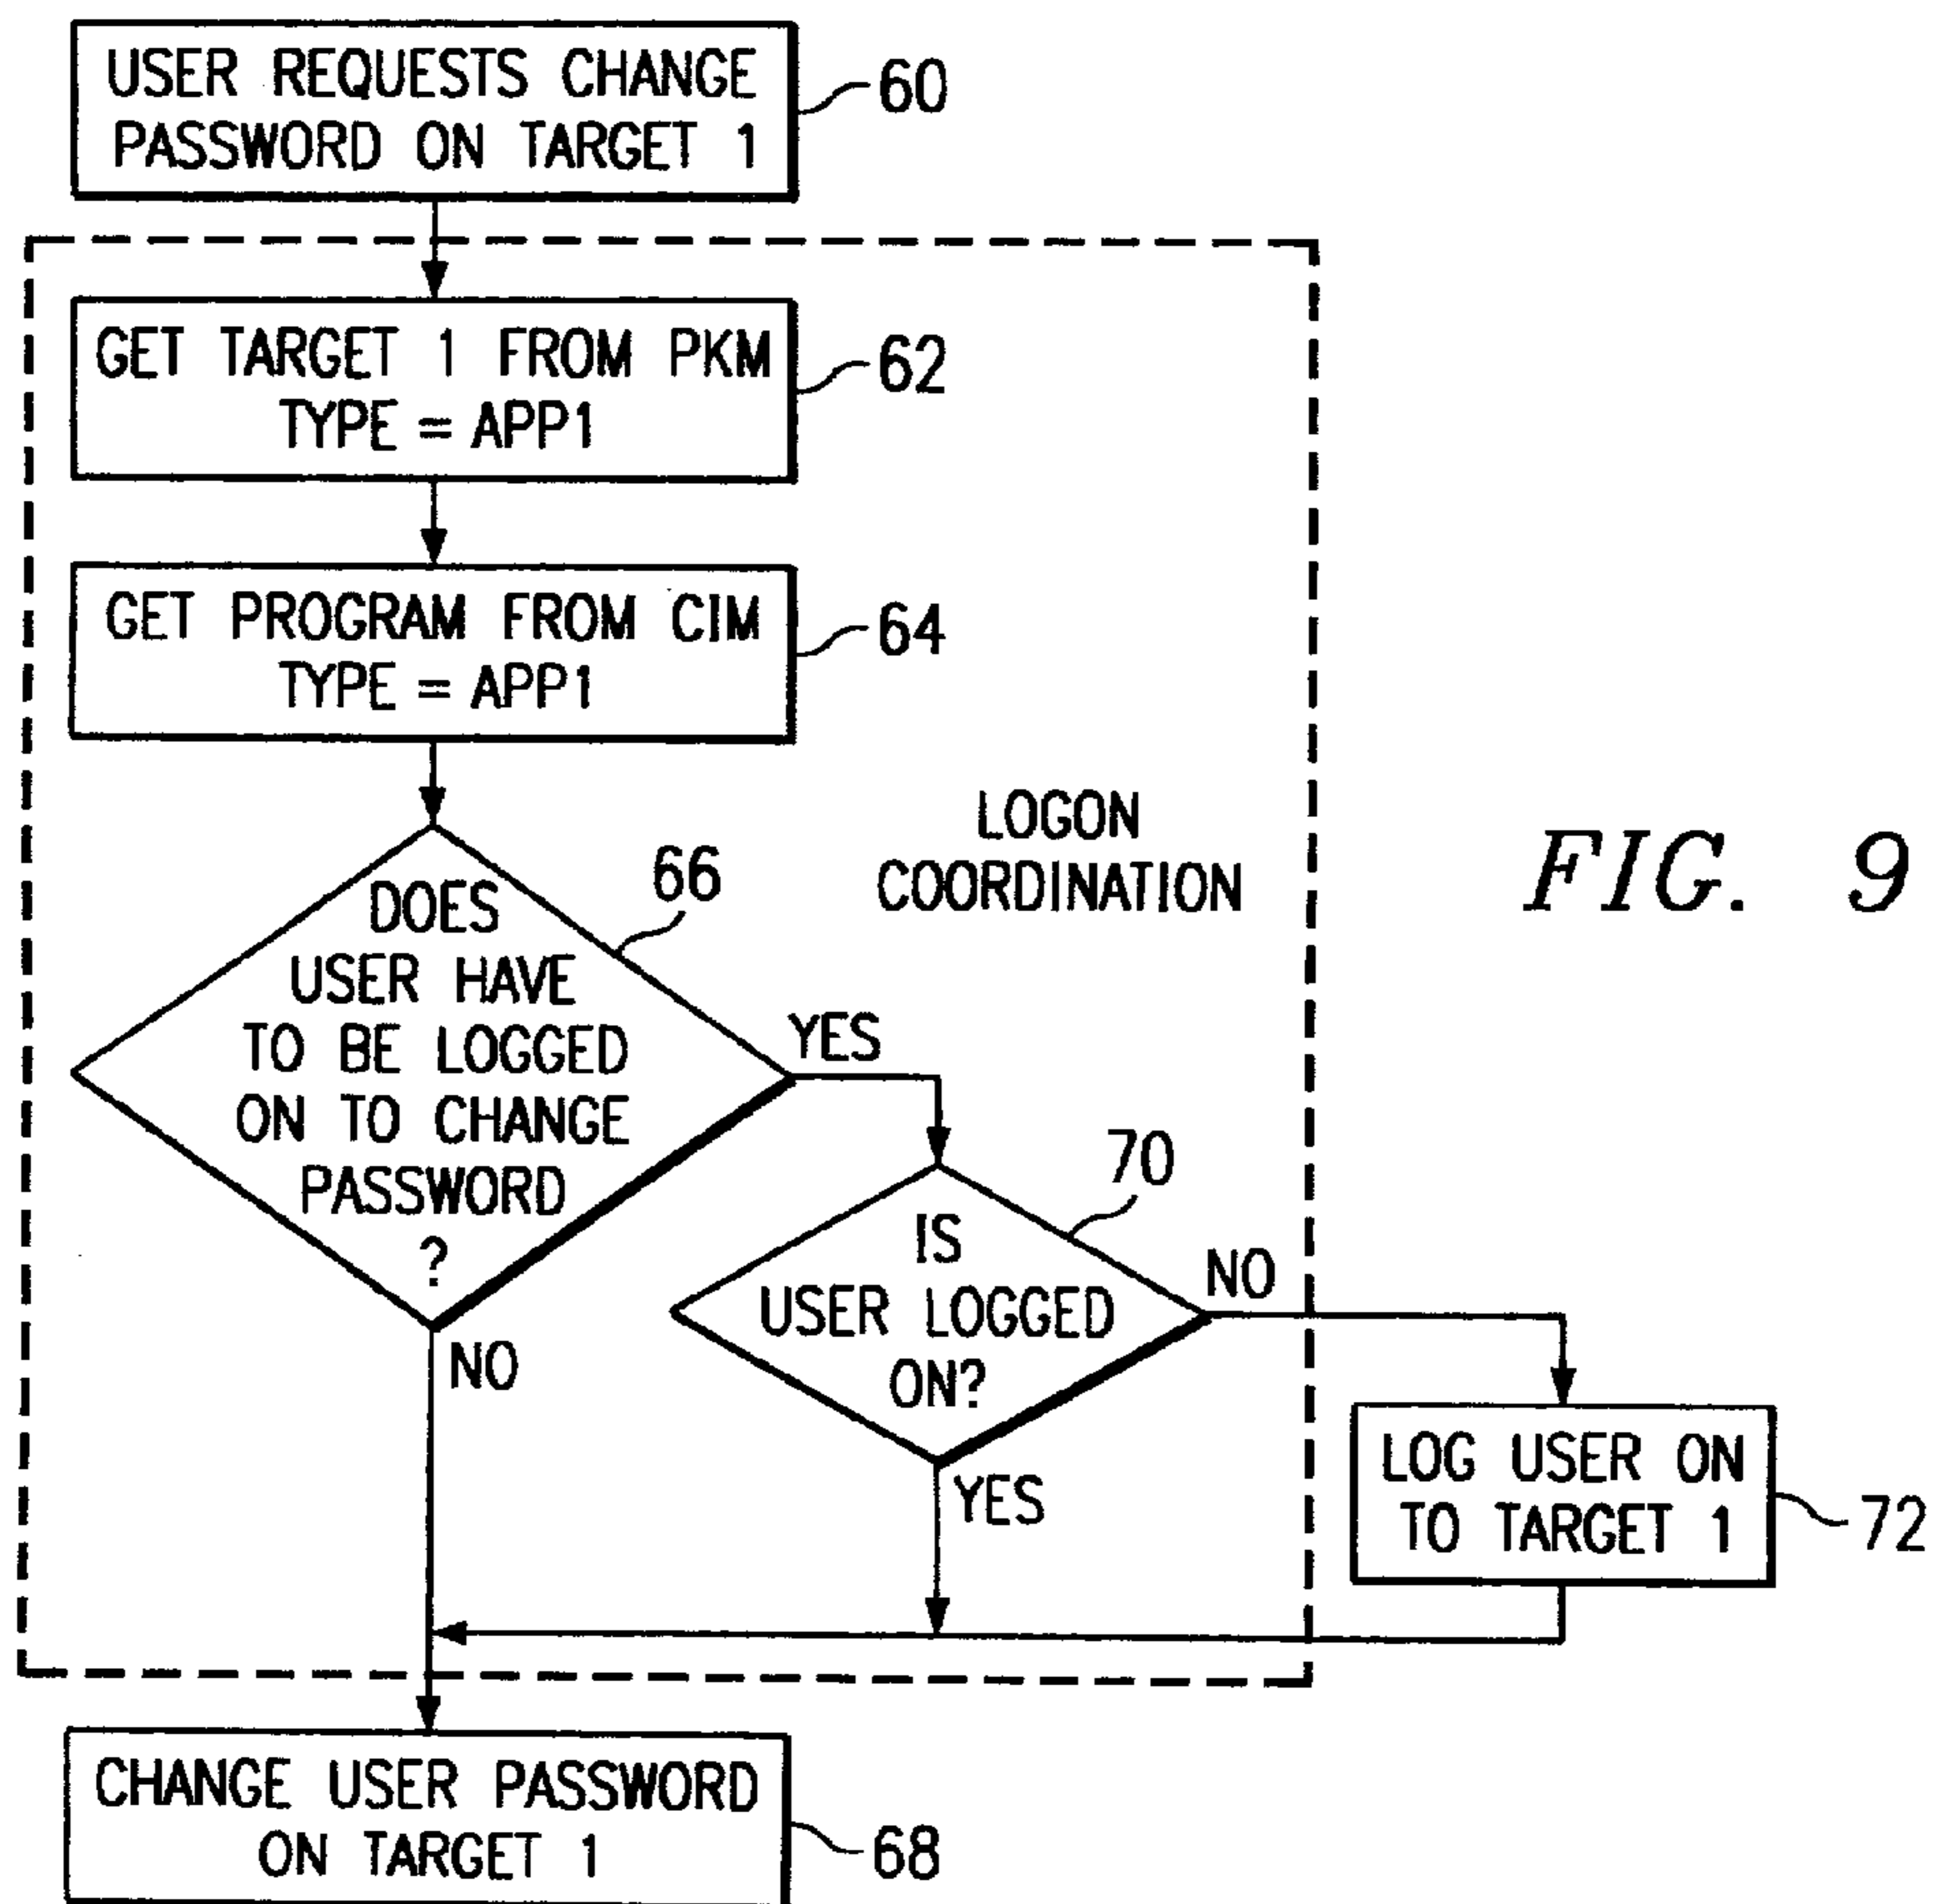 USER REQUESTS CHANGE
PASSWORD ON TARGET 1
60
GET TARGET 1 FROM PKM
TYPE = APP1
62
GET PROGRAM FROM CIM
TYPE = APP1
64
LOGON
COORDINATION
FIG. 9
DOES
USER HAVE
TO BE LOGGED
ON TO CHANGE
PASSWORD
?
66
YES
NO
IS
USER LOGGED
ON?
70
NO
YES
LOG USER ON
TO TARGET 1
72
CHANGE USER PASSWORD
ON TARGET 1
68